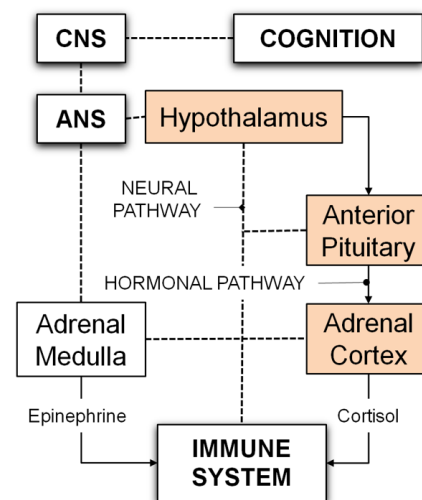 CNS
COGNITION
ANS
Hypothalamus
NEURAL
PATHWAY
Anterior
Pituitary
HORMONAL PATHWAY
Adrenal
Medulla
Adrenal
Cortex
Epinephrine
Cortisol
IMMUNE
SYSTEM